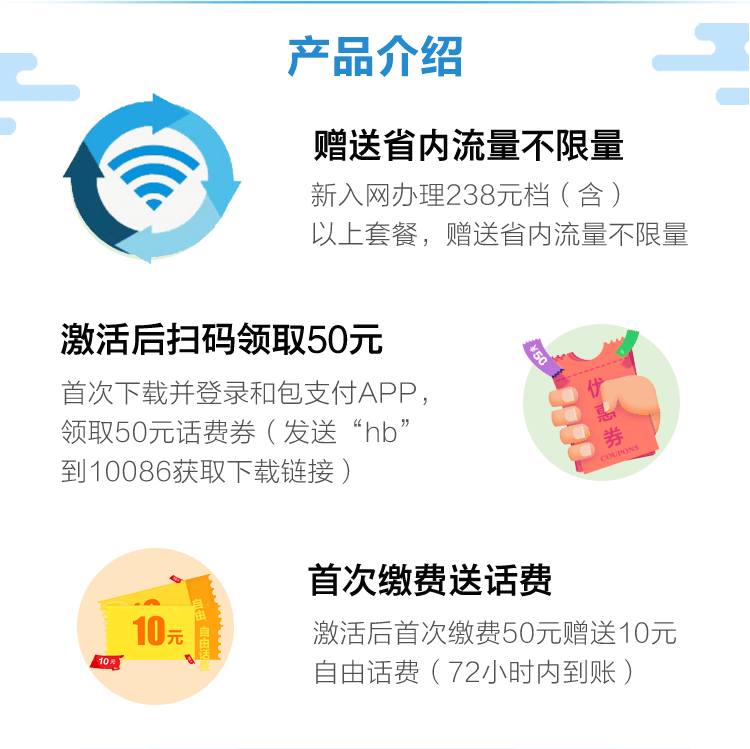 产品介绍
赠送省内流量不限量
新入网办理238元档（含）
以上套餐，赠送省内流量不限量
激活后扫码领取50元
首次下载并登录和包支付APP，
领取50元话费券（发送“hb”
到10086获取下载链接）
50
优惠券
COUPONS
首次缴费送话费
激活后首次缴费50元赠送10元
自由话费（72小时内到账）
10元
自由
自由话费
10元